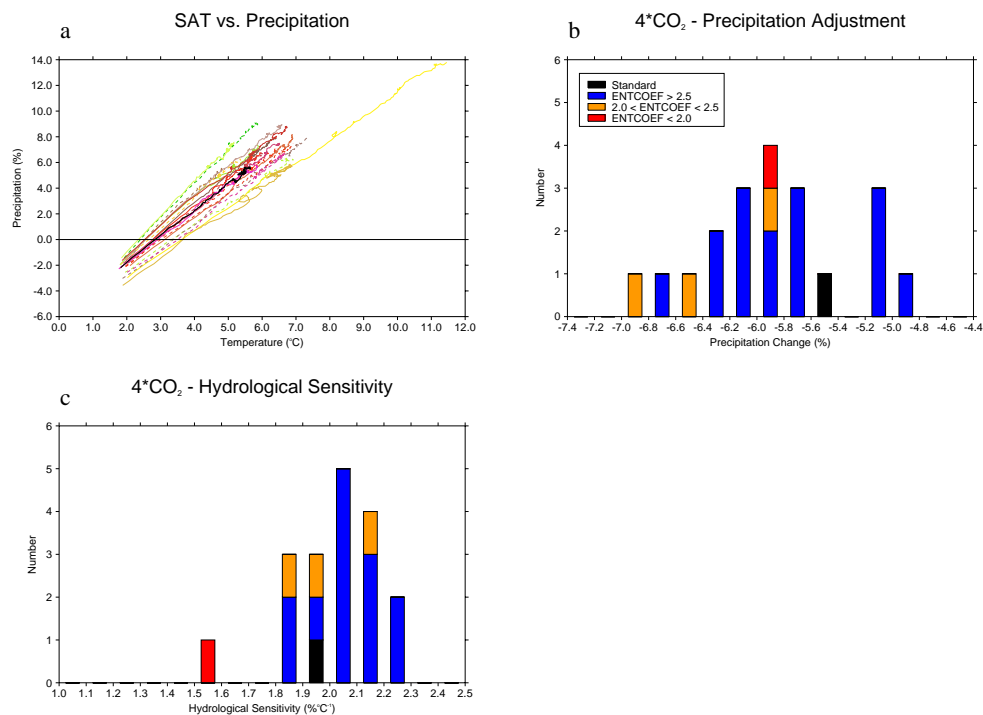 SAT vs. Precipitation
a
14.0
12.0
10.0
8.0
6.0
4.0
2.0
0.0
-2.0
-4.0
-6.0
Precipitation (%)
0.0 1.0 2.0 3.0 4.0 5.0 6.0 7.0 8.0 9.0 10.0 11.0 12.0
Temperature (°C)
4*CO₂ - Precipitation Adjustment
b
6
5
4
3
2
1
0
Number
Standard
ENTCOEF > 2.5
2.0 < ENTCOEF < 2.5
ENTCOEF < 2.0
-7.4 -7.2 -7.0 -6.8 -6.6 -6.4 -6.2 -6.0 -5.8 -5.6 -5.4 -5.2 -5.0 -4.8 -4.6 -4.4
Precipitation Change (%)
4*CO₂ - Hydrological Sensitivity
c
6
5
4
3
2
1
0
Number
1.0 1.1 1.2 1.3 1.4 1.5 1.6 1.7 1.8 1.9 2.0 2.1 2.2 2.3 2.4 2.5
Hydrological Sensitivity (%°C⁻¹)